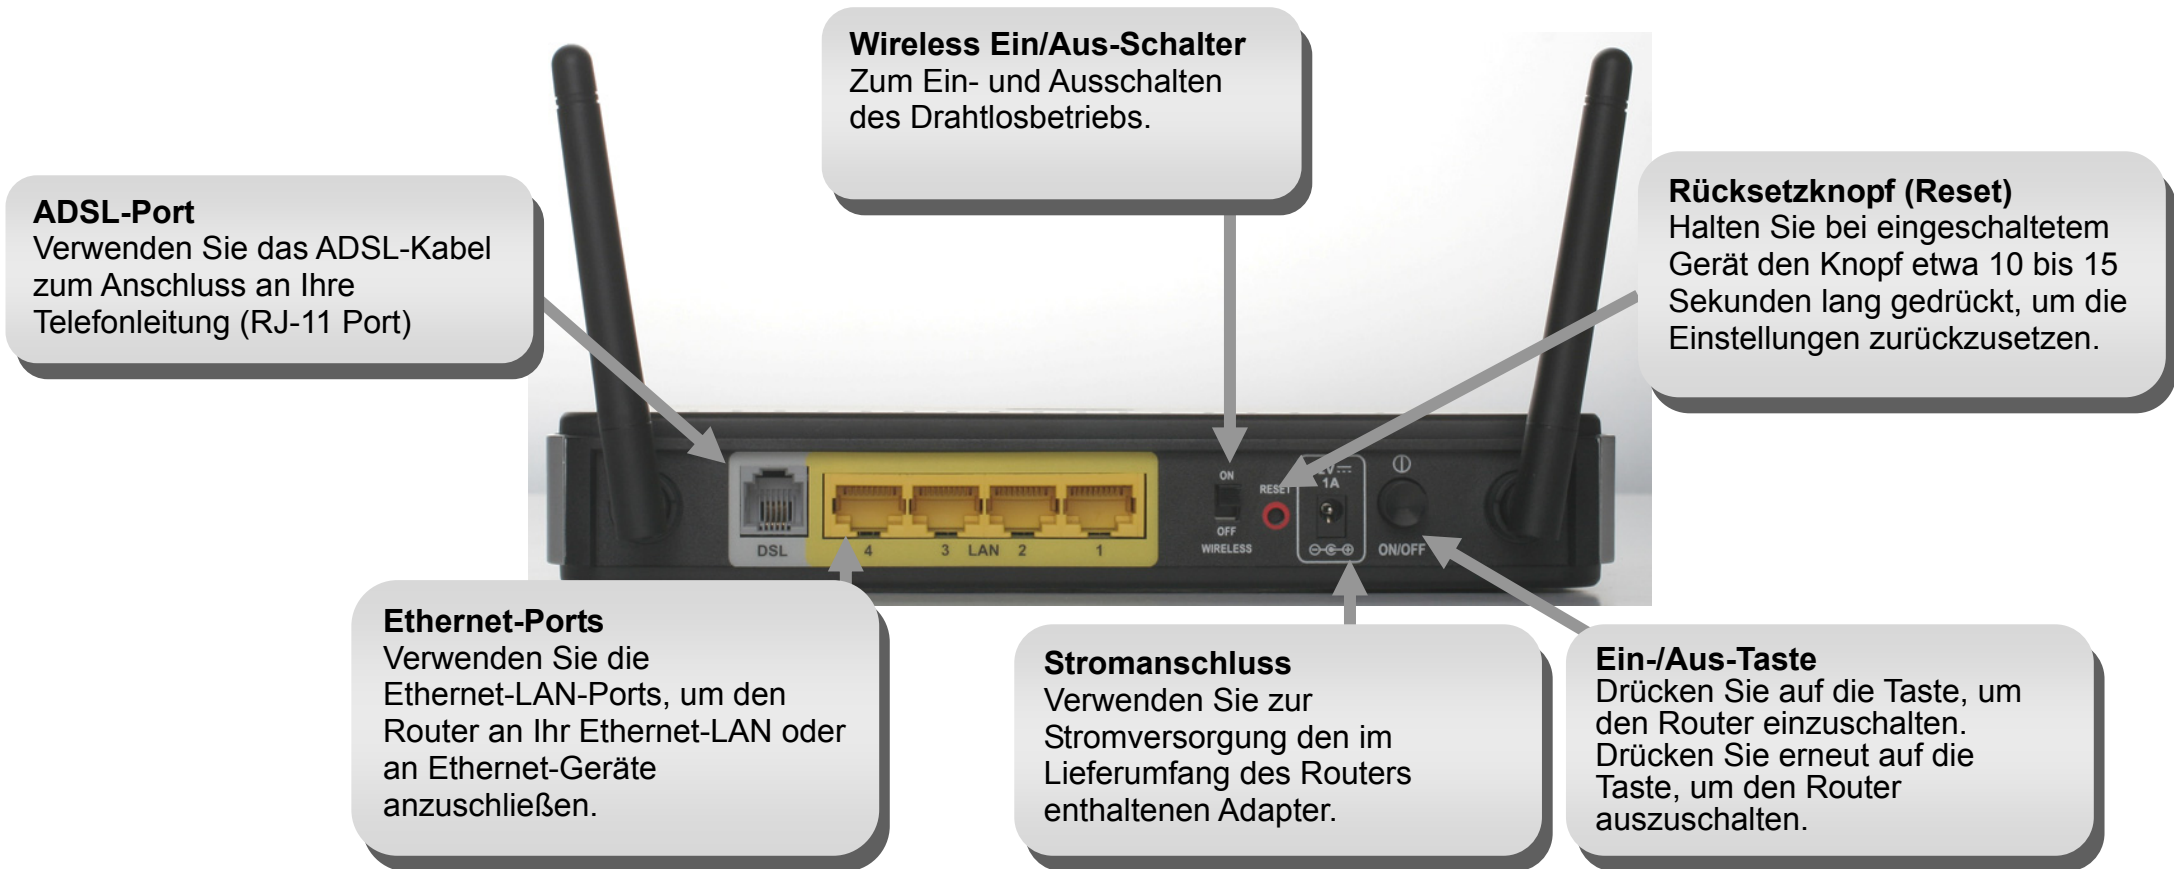 Wireless Ein/Aus-Schalter
Zum Ein- und Ausschalten
des Drahtlosbetriebs.
ADSL-Port
Verwenden Sie das ADSL-Kabel
zum Anschluss an Ihre
Telefonleitung (RJ-11 Port)
Rücksetzknopf (Reset)
Halten Sie bei eingeschaltetem
Gerät den Knopf etwa 10 bis 15
Sekunden lang gedrückt, um die
Einstellungen zurückzusetzen.
ON
RESET
1A
OFF
WIRELESS
ON/OFF
DSL
4 3 LAN 2 1
Ethernet-Ports
Verwenden Sie die
Ethernet-LAN-Ports, um den
Router an Ihr Ethernet-LAN oder
an Ethernet-Geräte
anzuschließen.
Stromanschluss
Verwenden Sie zur
Stromversorgung den im
Lieferumfang des Routers
enthaltenen Adapter.
Ein-/Aus-Taste
Drücken Sie auf die Taste, um
den Router einzuschalten.
Drücken Sie erneut auf die
Taste, um den Router
auszuschalten.